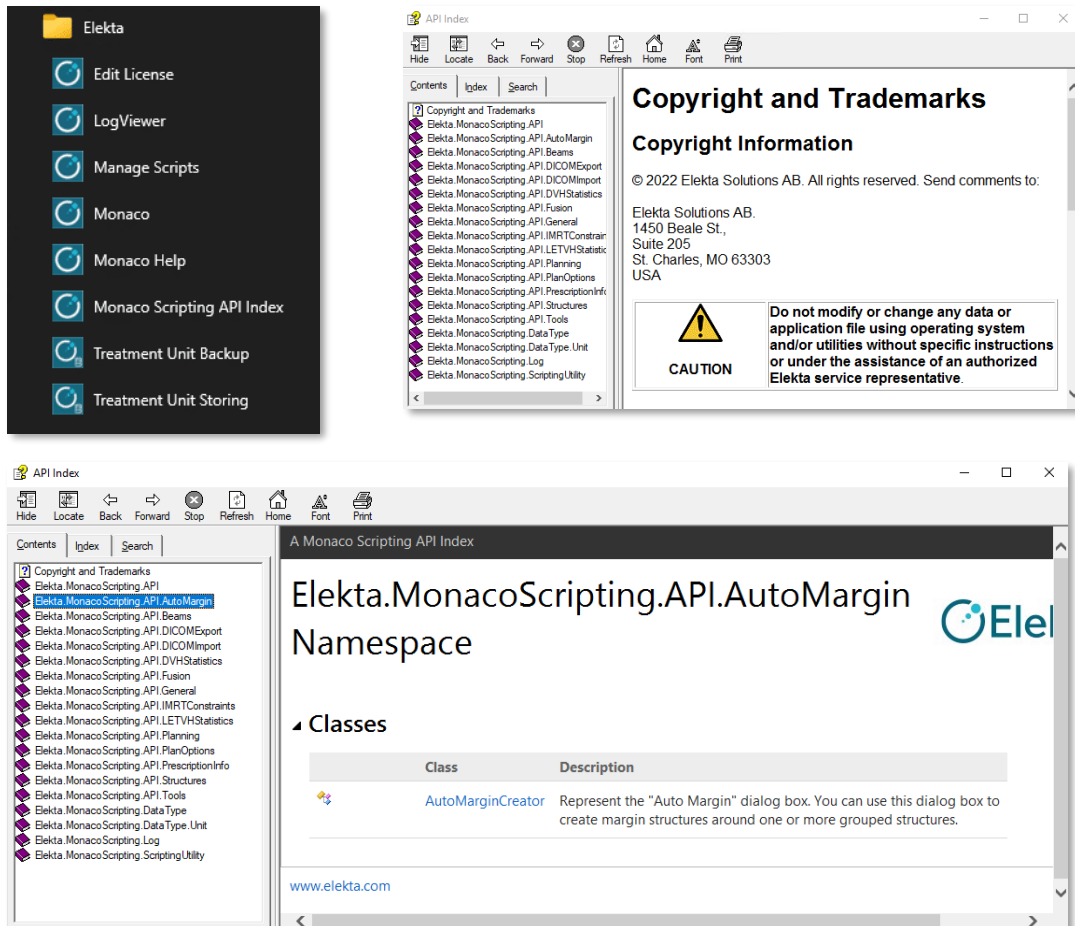 Elekta
Edit License
LogViewer
Manage Scripts
Monaco
Monaco Help
Monaco Scripting API Index
Treatment Unit Backup
Treatment Unit Storing
API Index
Hide Locate Back Forward Stop Refresh Home Font Print
Contents Index Search
Copyright and Trademarks
Elekta.MonacoScripting.API
Elekta.MonacoScripting.API.AutoMargin
Elekta.MonacoScripting.API.Beams
Elekta.MonacoScripting.API.DICOMExport
Elekta.MonacoScripting.API.DICOMImport
Elekta.MonacoScripting.API.DVHStatistics
Elekta.MonacoScripting.API.Fusion
Elekta.MonacoScripting.API.General
Elekta.MonacoScripting.API.IMRTConstrain
Elekta.MonacoScripting.API.LETVHStatistic
Elekta.MonacoScripting.API.Planning
Elekta.MonacoScripting.API.PlanOptions
Elekta.MonacoScripting.API.PrescriptionInfo
Elekta.MonacoScripting.API.Structures
Elekta.MonacoScripting.API.Tools
Elekta.MonacoScripting.DataType
Elekta.MonacoScripting.DataType.Unit
Elekta.MonacoScripting.Log
Elekta.MonacoScripting.ScriptingUtility
Copyright and Trademarks
Copyright Information
© 2022 Elekta Solutions AB. All rights reserved. Send comments to:
Elekta Solutions AB.
1450 Beale St.,
Suite 205
St. Charles, MO 63303
USA
CAUTION
Do not modify or change any data or
application file using operating system
and/or utilities without specific instructions
or under the assistance of an authorized
Elekta service representative.
API Index
Hide Locate Back Forward Stop Refresh Home Font Print
Contents Index Search
Copyright and Trademarks
Elekta.MonacoScripting.API
Elekta.MonacoScripting.API.AutoMargin
Elekta.MonacoScripting.API.Beams
Elekta.MonacoScripting.API.DICOMExport
Elekta.MonacoScripting.API.DICOMImport
Elekta.MonacoScripting.API.DVHStatistics
Elekta.MonacoScripting.API.Fusion
Elekta.MonacoScripting.API.General
Elekta.MonacoScripting.API.IMRTConstraints
Elekta.MonacoScripting.API.LETVHStatistics
Elekta.MonacoScripting.API.Planning
Elekta.MonacoScripting.API.PlanOptions
Elekta.MonacoScripting.API.PrescriptionInfo
Elekta.MonacoScripting.API.Structures
Elekta.MonacoScripting.API.Tools
Elekta.MonacoScripting.DataType
Elekta.MonacoScripting.DataType.Unit
Elekta.MonacoScripting.Log
Elekta.MonacoScripting.ScriptingUtility
A Monaco Scripting API Index
Elekta.MonacoScripting.API.AutoMargin
Namespace
Elel
Classes
Class Description
AutoMarginCreator Represent the "Auto Margin" dialog box. You can use this dialog box to
create margin structures around one or more grouped structures.
www.elekta.com